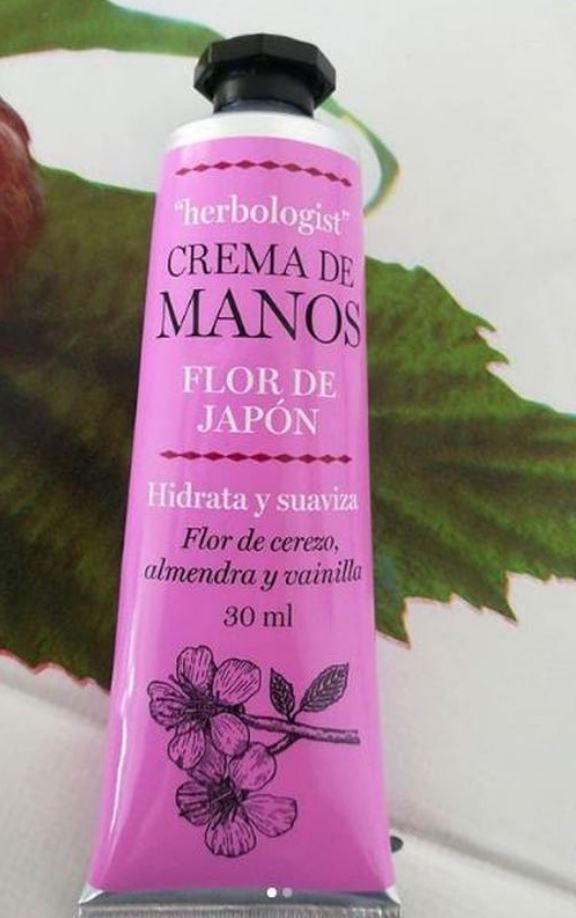 “herbologist”
CREMA DE
MANOS
FLOR DE
JAPÓN
Hidrata y suaviza
Flor de cerezo,
almendra y vainilla
30 ml